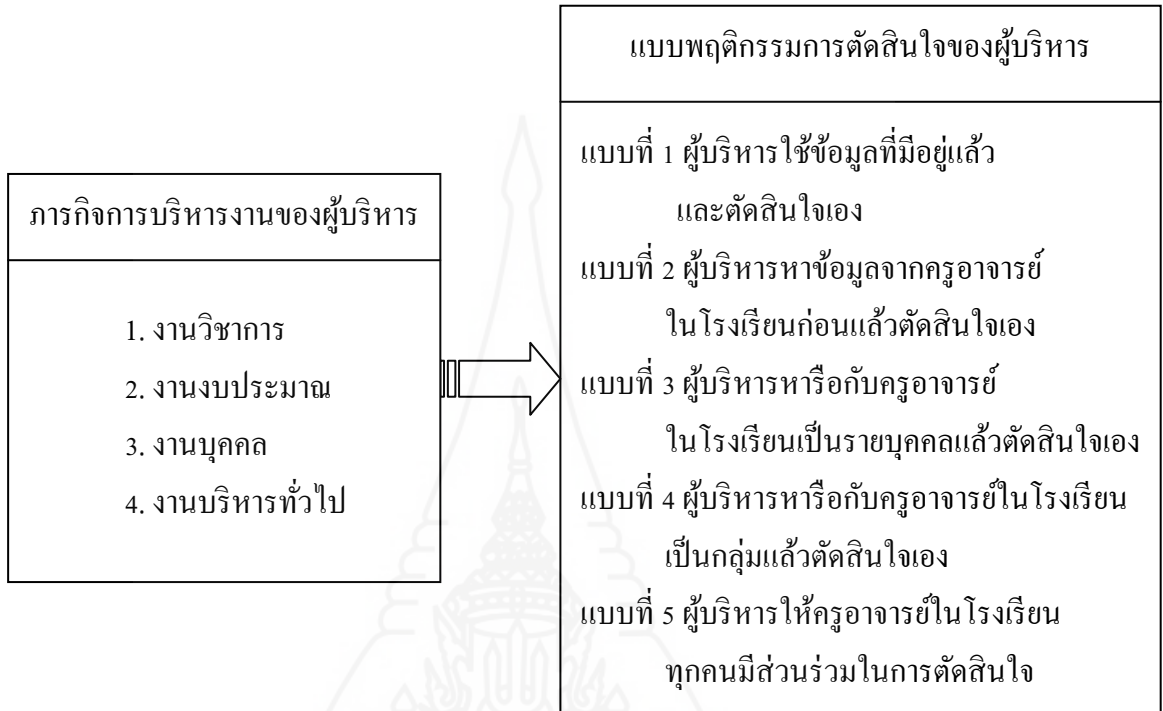 ภารกิจการบริหารงานของผู้บริหาร
1. งานวิชาการ
2. งานงบประมาณ
3. งานบุคคล
4. งานบริหารทั่วไป
แบบพฤติกรรมการตัดสินใจของผู้บริหาร
แบบที่ 1 ผู้บริหารใช้ข้อมูลที่มีอยู่แล้ว
และตัดสินใจเอง
แบบที่ 2 ผู้บริหารหาข้อมูลจากครูอาจารย์
ในโรงเรียนก่อนแล้วตัดสินใจเอง
แบบที่ 3 ผู้บริหารหารือกับครูอาจารย์
ในโรงเรียนเป็นรายบุคคลแล้วตัดสินใจเอง
แบบที่ 4 ผู้บริหารหารือกับครูอาจารย์ในโรงเรียน
เป็นกลุ่มแล้วตัดสินใจเอง
แบบที่ 5 ผู้บริหารให้ครูอาจารย์ในโรงเรียน
ทุกคนมีส่วนร่วมในการตัดสินใจ